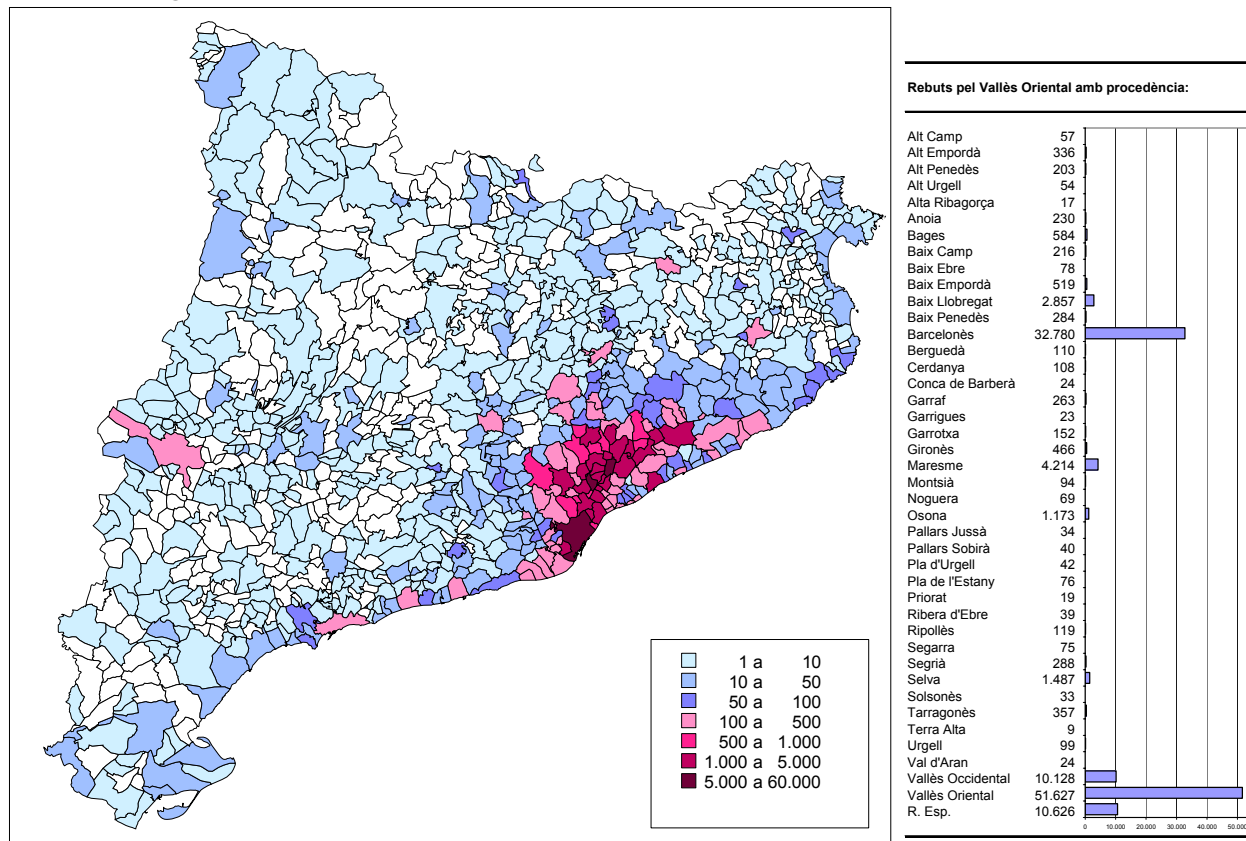 Rebuts pel Vallès Oriental amb procedència:
Alt Camp 57
Alt Empordà 336
Alt Penedès 203
Alt Urgell 54
Alta Ribagorça 17
Anoia 230
Bages 584
Baix Camp 216
Baix Ebre 78
Baix Empordà 519
Baix Llobregat 2.857
Baix Penedès 284
Barcelonès 32.780
Berguedà 110
Cerdanya 108
Conca de Barberà 24
Garraf 263
Garrigues 23
Garrotxa 152
Gironès 466
Maresme 4.214
Montsià 94
Noguera 69
Osona 1.173
Pallars Jussà 34
Pallars Sobirà 40
Pla d'Urgell 42
Pla de l'Estany 76
Priorat 19
Ribera d'Ebre 39
Ripollès 119
Segarra 75
Segrià 288
Selva 1.487
Solsonès 33
Tarragonès 357
Terra Alta 9
Urgell 99
Val d'Aran 24
Vallès Occidental 10.128
Vallès Oriental 51.627
R. Esp. 10.626
0 10.000 20.000 30.000 40.000 50.000
1 a 10
10 a 50
50 a 100
100 a 500
500 a 1.000
1.000 a 5.000
5.000 a 60.000